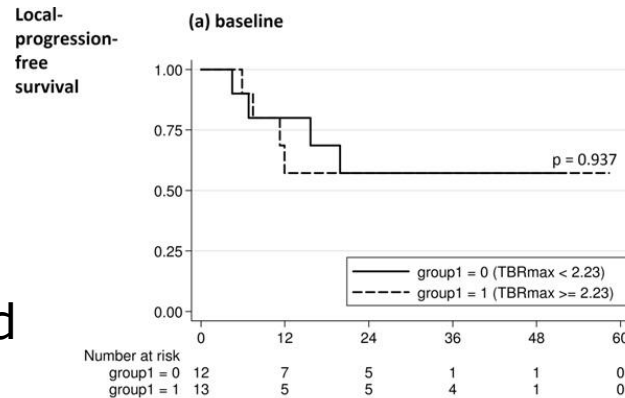 Local-
progression-
free
survival
(a) baseline
1.00
0.75
0.50
0.25
0.00
p = 0.937
group1 = 0 (TBRmax < 2.23)
group1 = 1 (TBRmax >= 2.23)
d
0 12 24 36 48 60
Number at risk
group1 = 0 12 7 5 1 1 0
group1 = 1 13 5 5 4 1 0